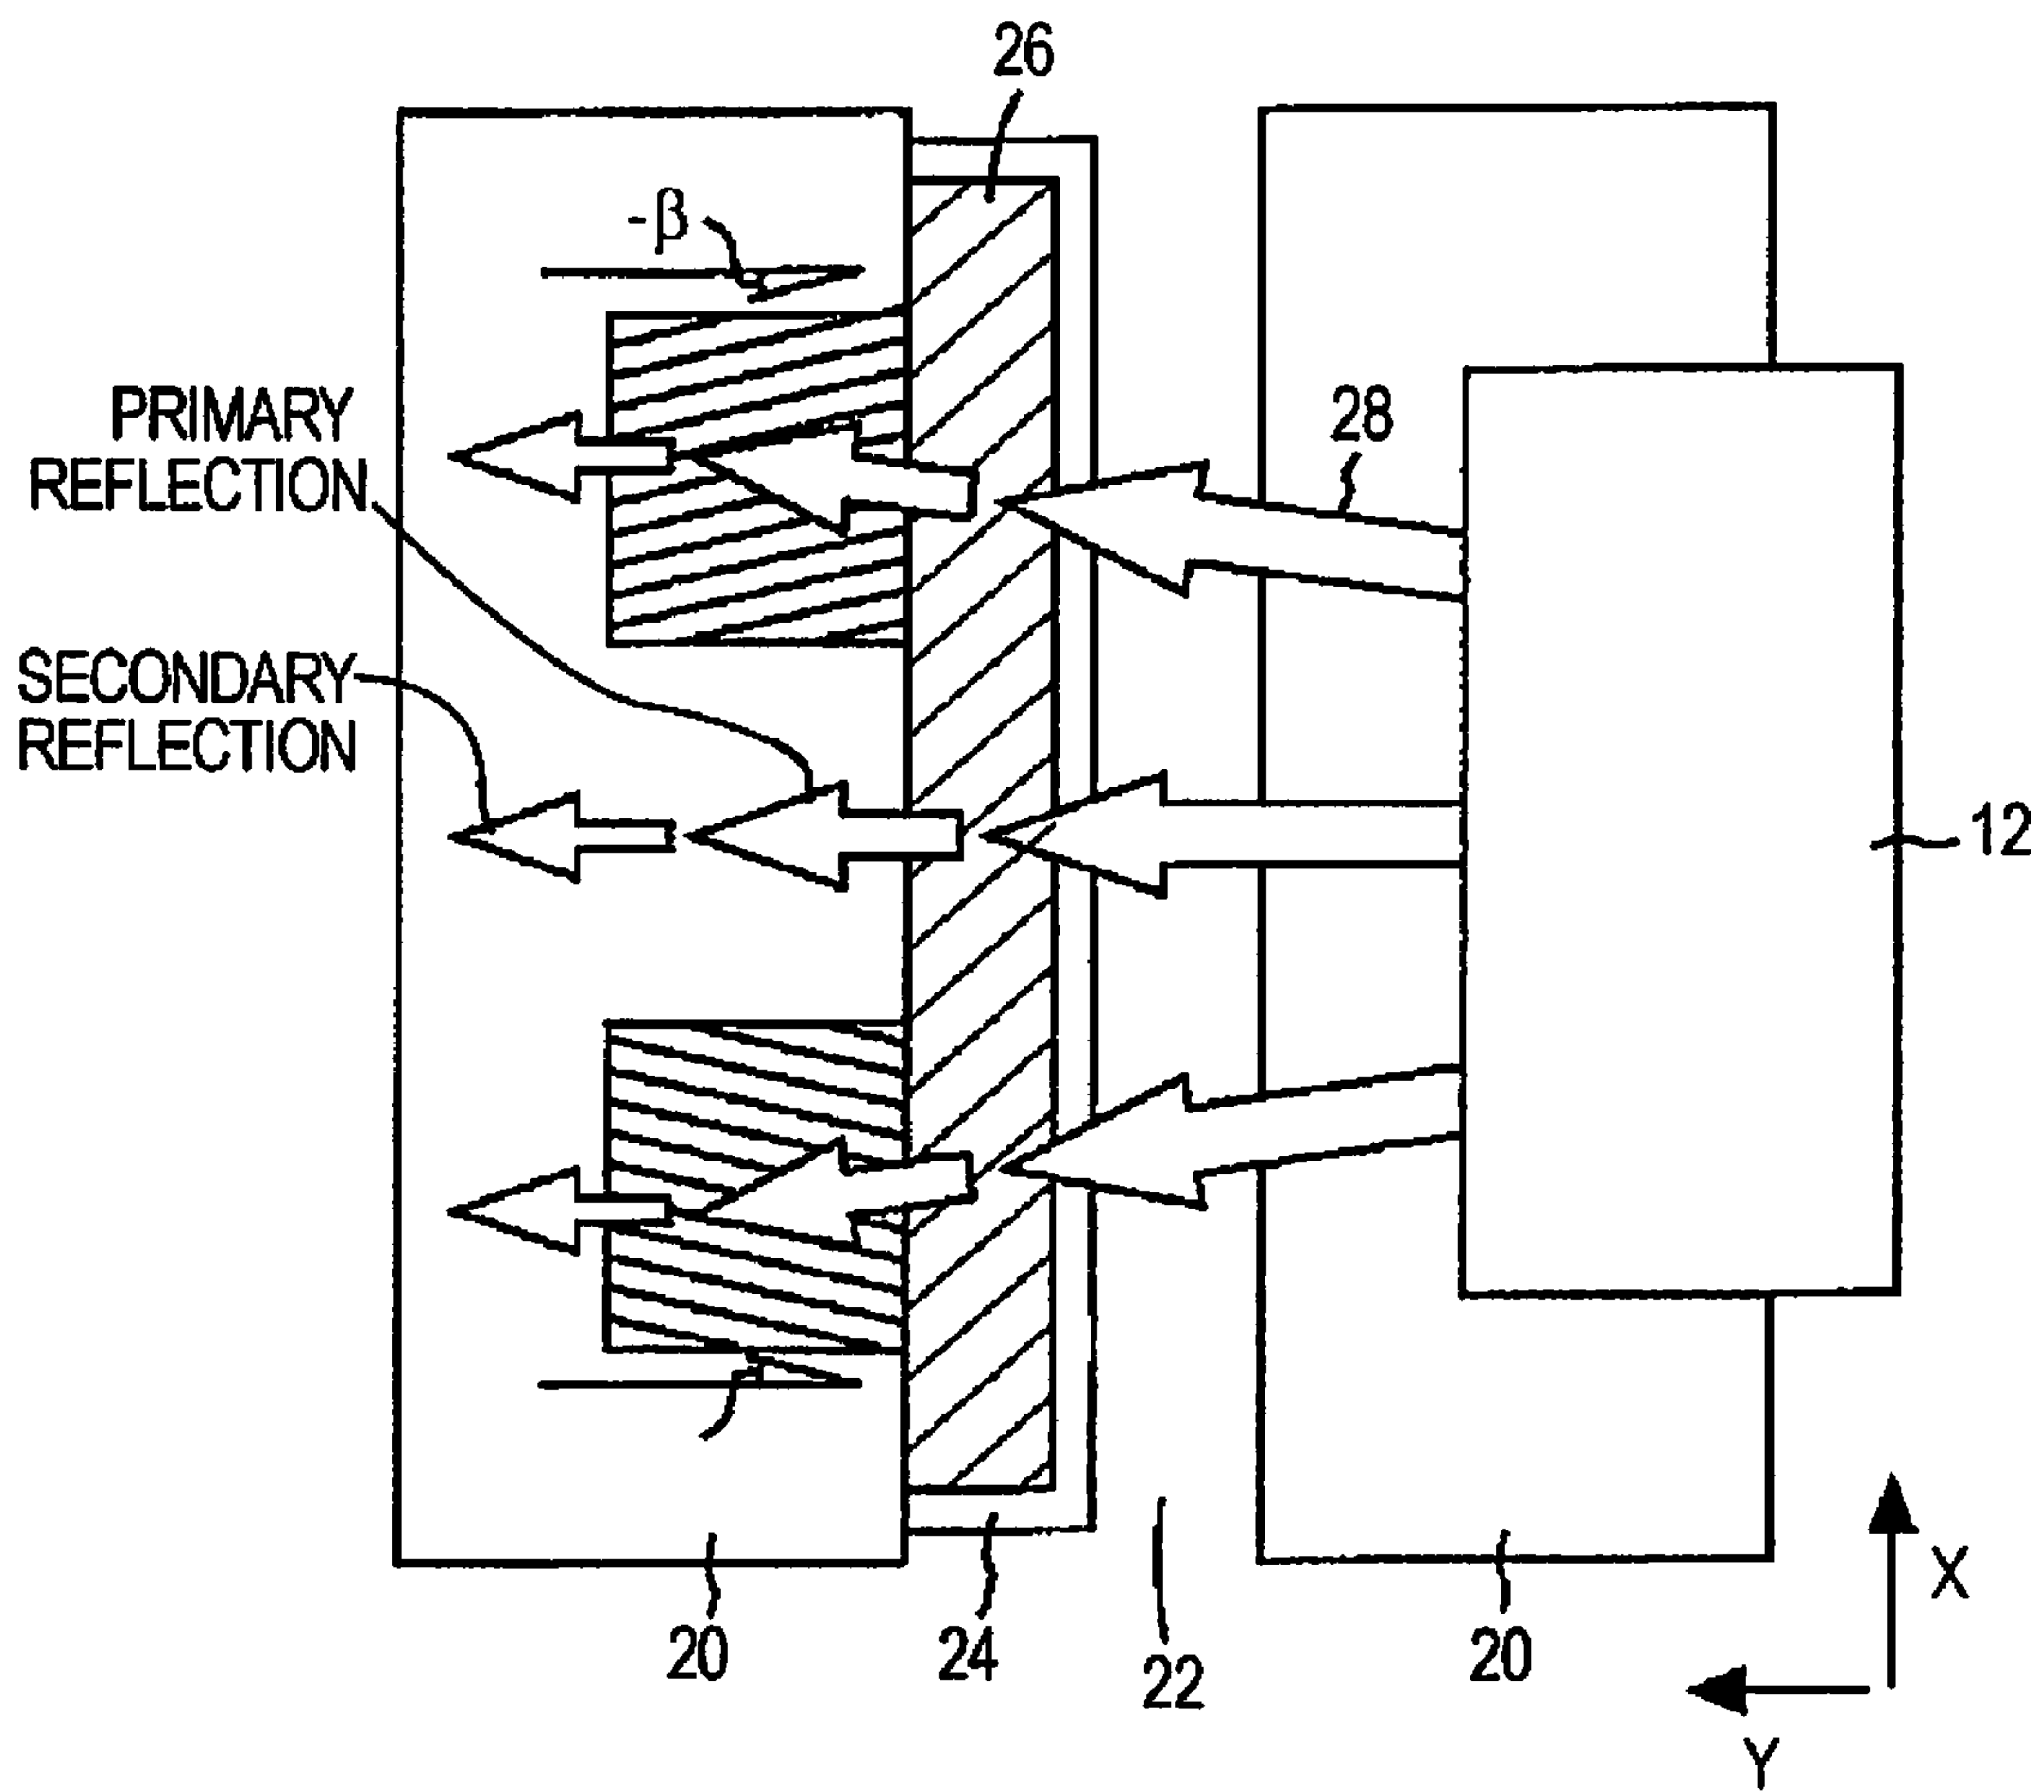 26
-β
28
PRIMARY
REFLECTION
SECONDARY
REFLECTION
12
X
20
24
22
20
Y